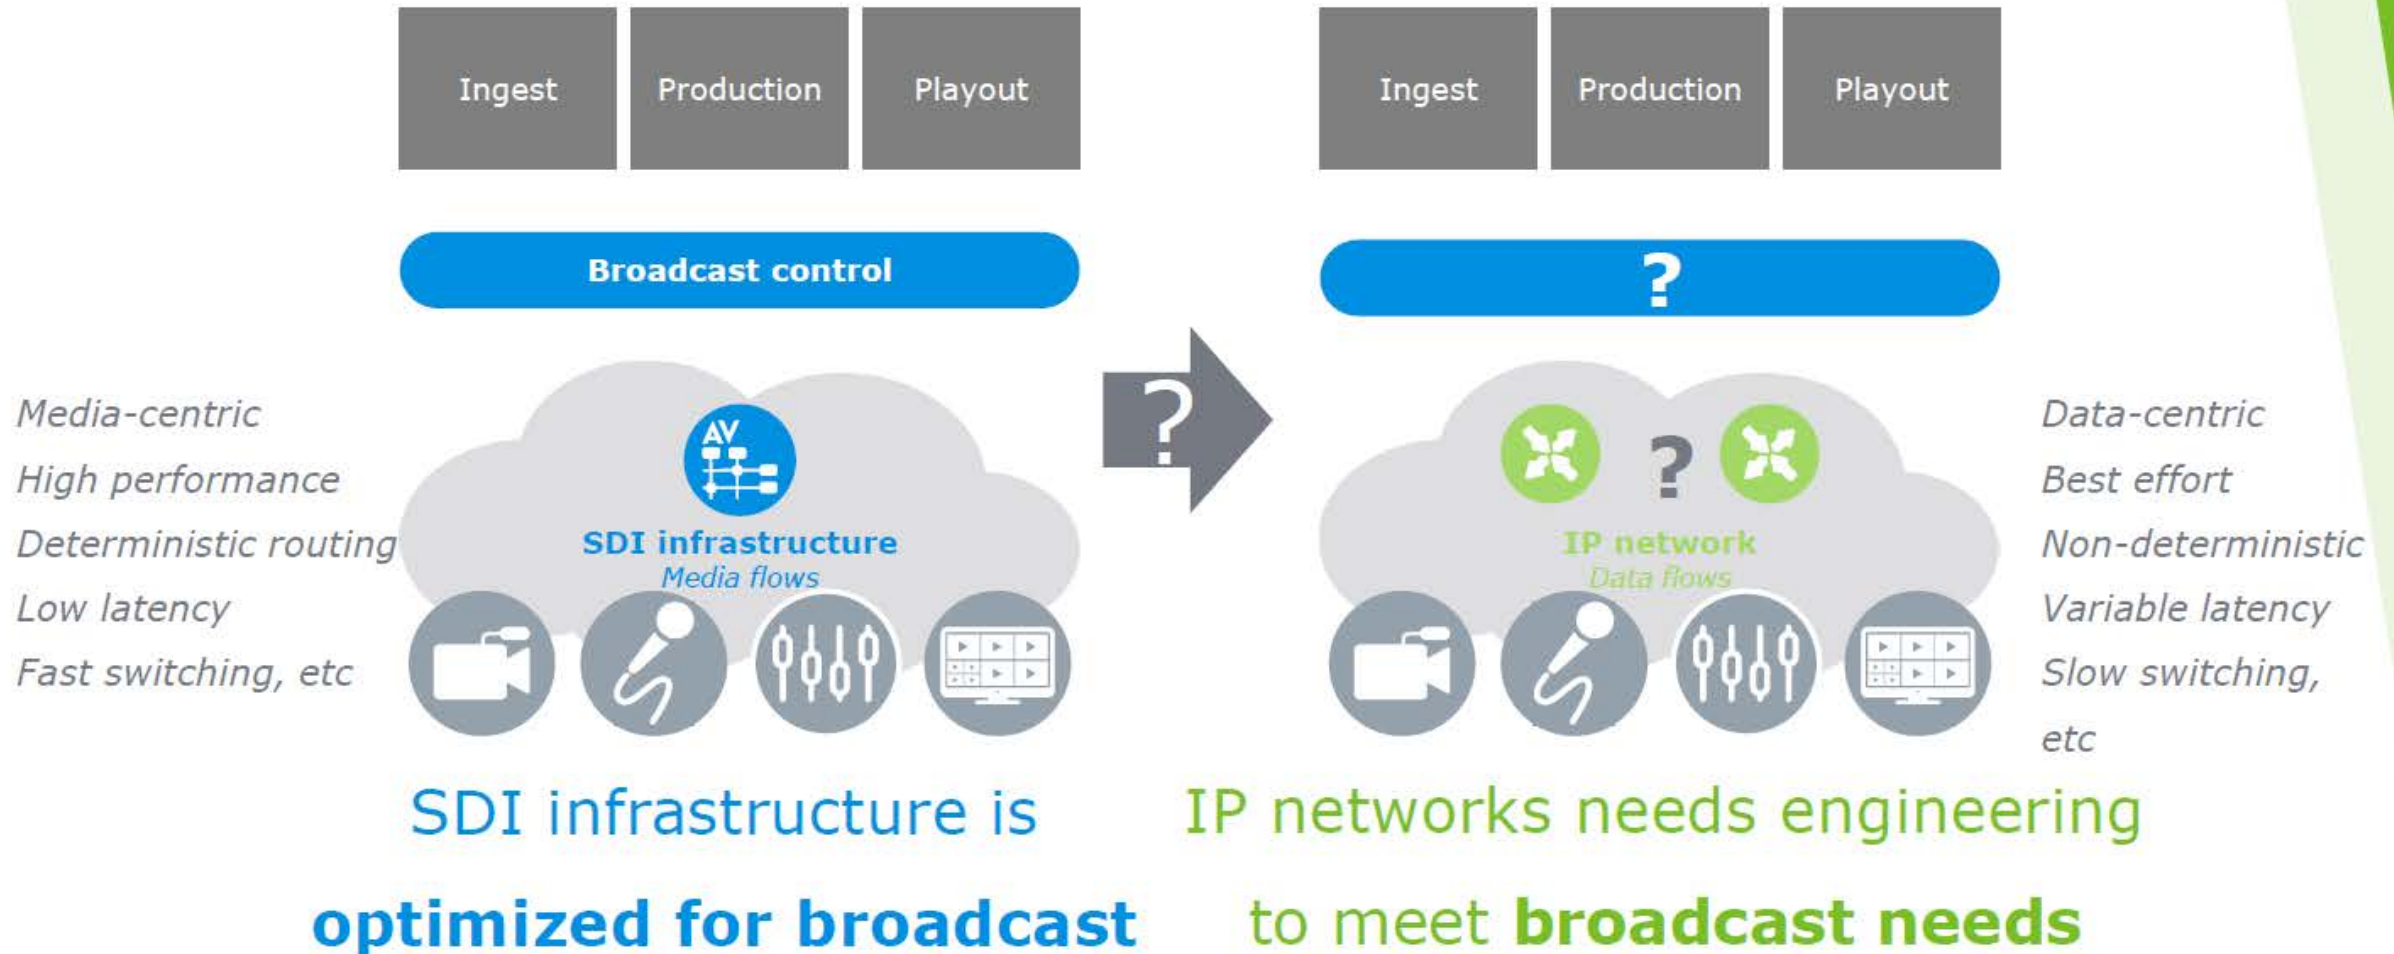 Ingest
Production
Playout
Broadcast control
Media-centric
High performance
Deterministic routing
Low latency
Fast switching, etc
AV
SDI infrastructure
Media flows
SDI infrastructure is
optimized for broadcast
?
Ingest
Production
Playout
?
?
IP network
Data flows
Data-centric
Best effort
Non-deterministic
Variable latency
Slow switching,
etc
IP networks needs engineering
to meet broadcast needs